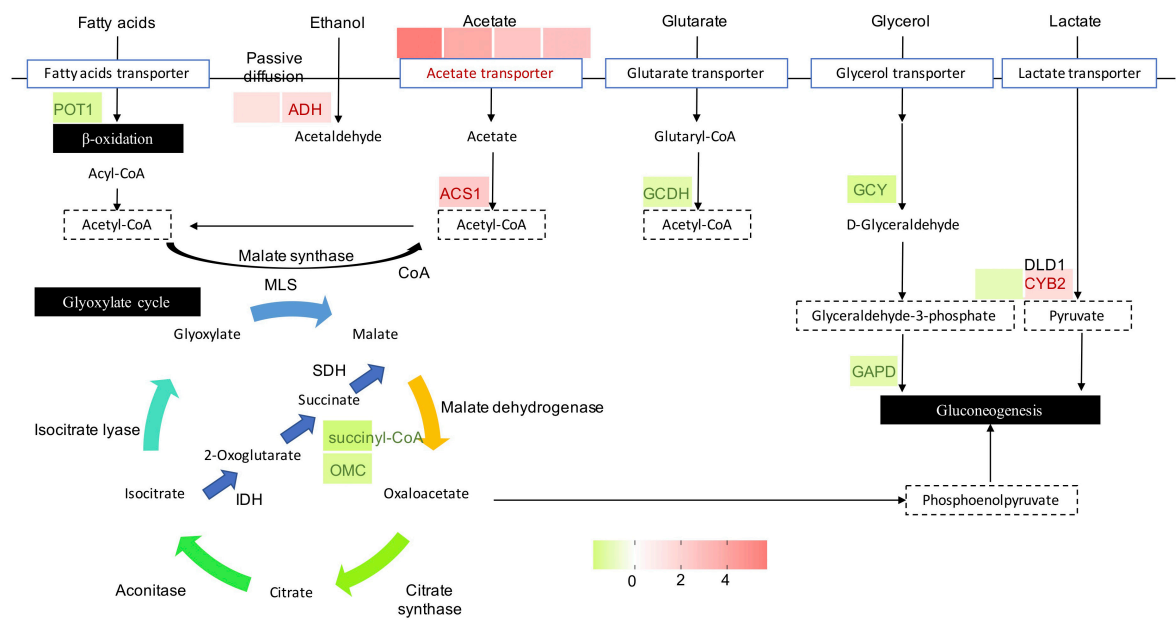 Fatty acids
Ethanol
Acetate
Glutarate
Glycerol
Lactate
Passive
diffusion
Fatty acids transporter
Acetate transporter
Glutarate transporter
Glycerol transporter
Lactate transporter
POT1
ADH
β-oxidation
Acetaldehyde
Acetate
Glutaryl-CoA
Acyl-CoA
ACS1
GCDH
GCY
Acetyl-CoA
Acetyl-CoA
Acetyl-CoA
D-Glyceraldehyde
Malate synthase
CoA
MLS
DLD1
CYB2
Glyoxylate cycle
Glyoxylate
Malate
Glyceraldehyde-3-phosphate
Pyruvate
SDH
GAPD
Succinate
Malate dehydrogenase
Gluconeogenesis
Isocitrate lyase
succinyl-CoA
2-Oxoglutarate
OMC
Isocitrate
IDH
Oxaloacetate
Phosphoenolpyruvate
0 2 4
Aconitase
Citrate
Citrate
synthase